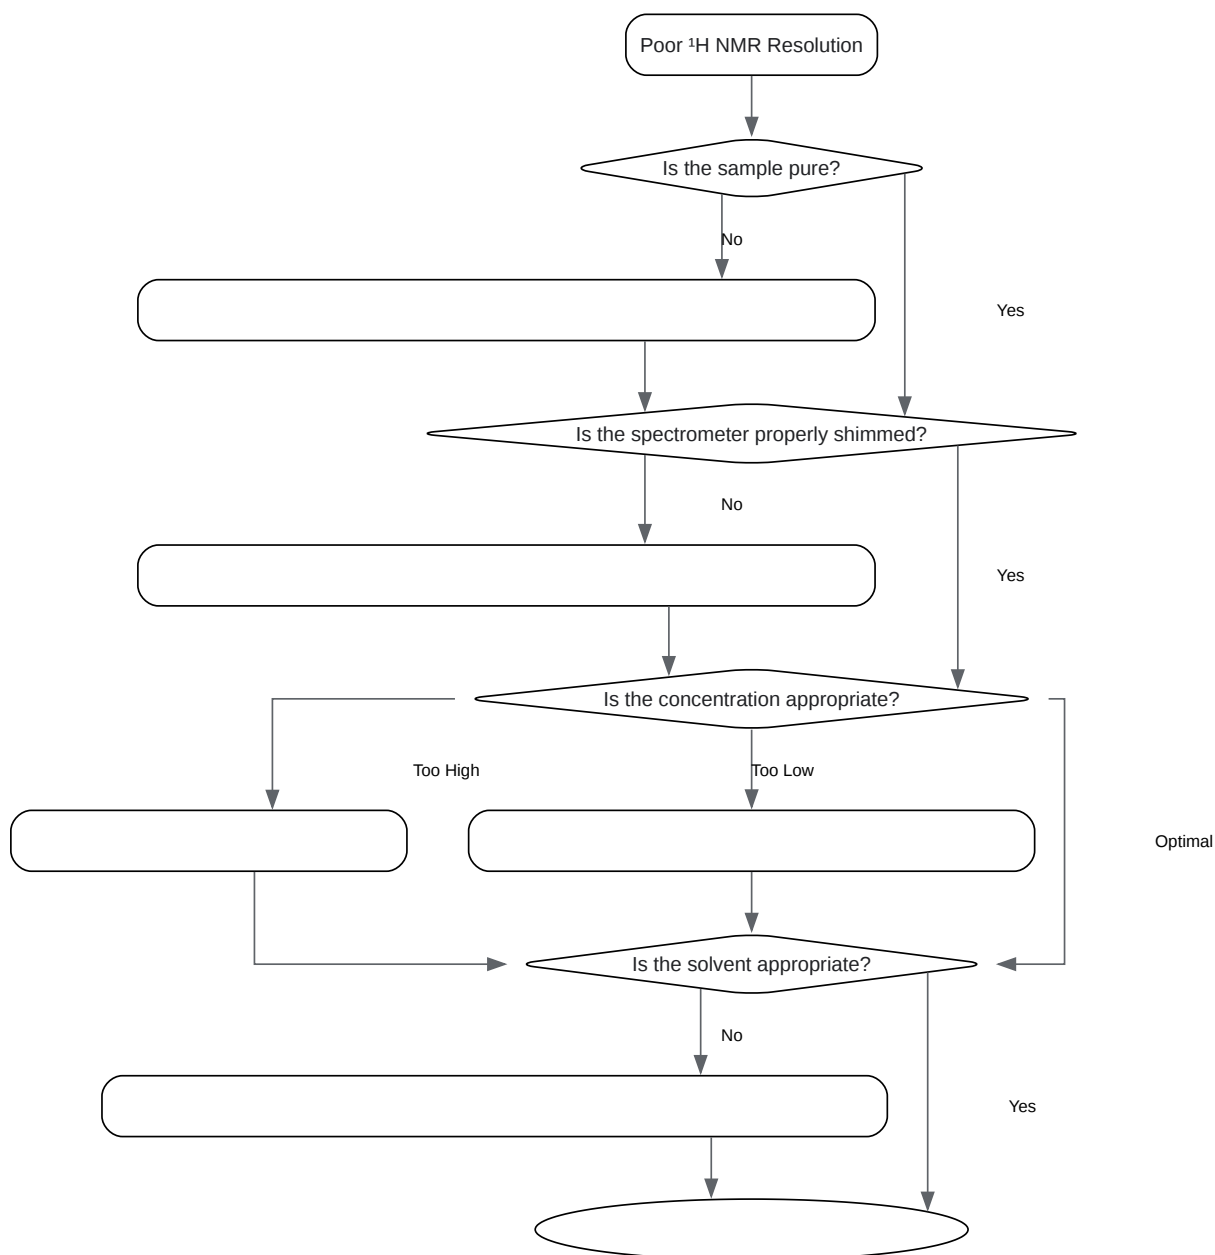 Poor ¹H NMR Resolution
Is the sample pure?
No
Yes
Is the spectrometer properly shimmed?
No
Yes
Is the concentration appropriate?
Too High
Too Low
Optimal
Is the solvent appropriate?
No
Yes